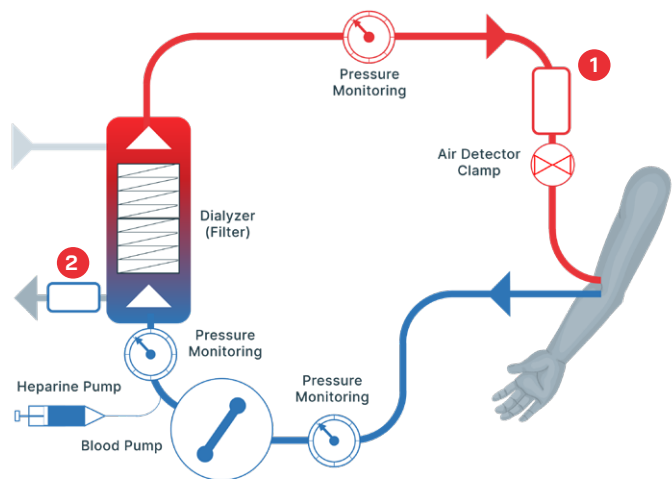 1
Pressure
Monitoring
Air Detector
Clamp
Dialyzer
(Filter)
2
Pressure
Monitoring
Heparine Pump
Pressure
Monitoring
Blood Pump